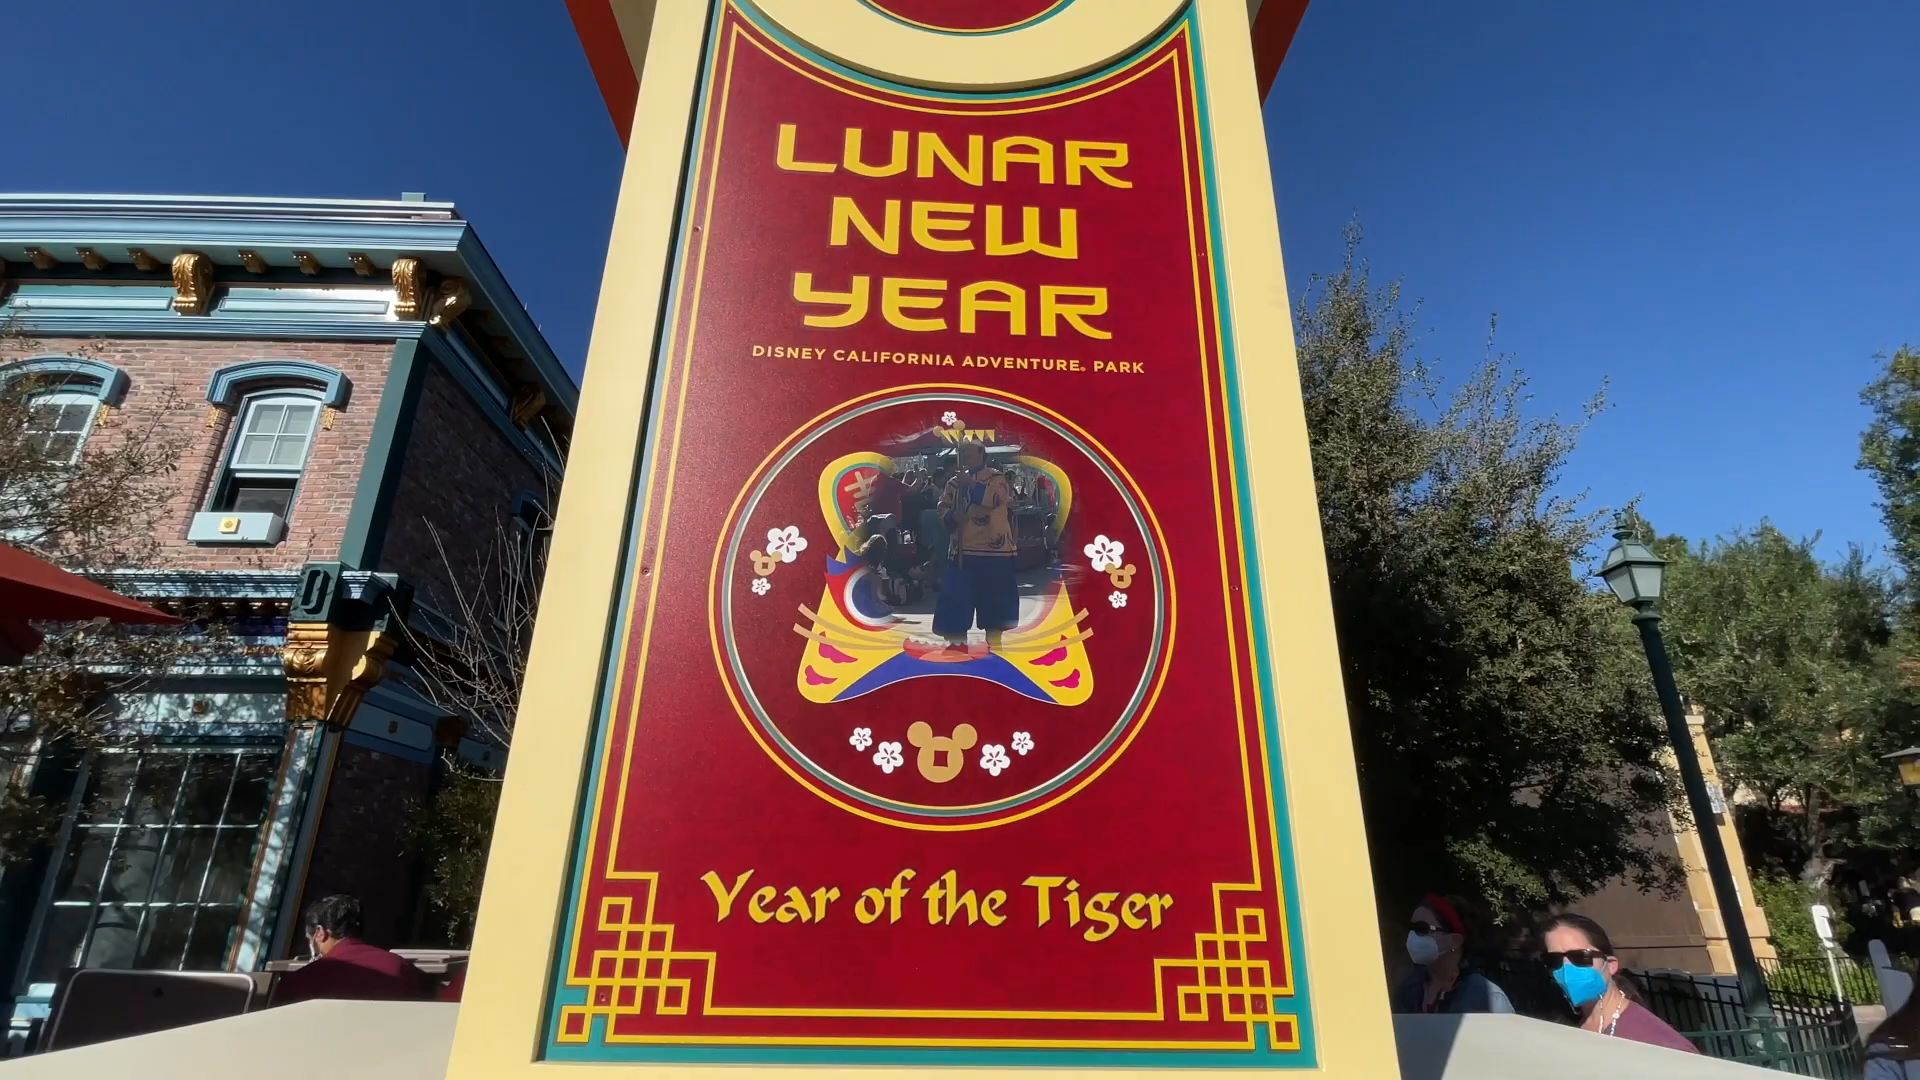 LUNAR
NEW
YEAR
DISNEY CALIFORNIA ADVENTURE® PARK
Year of the Tiger